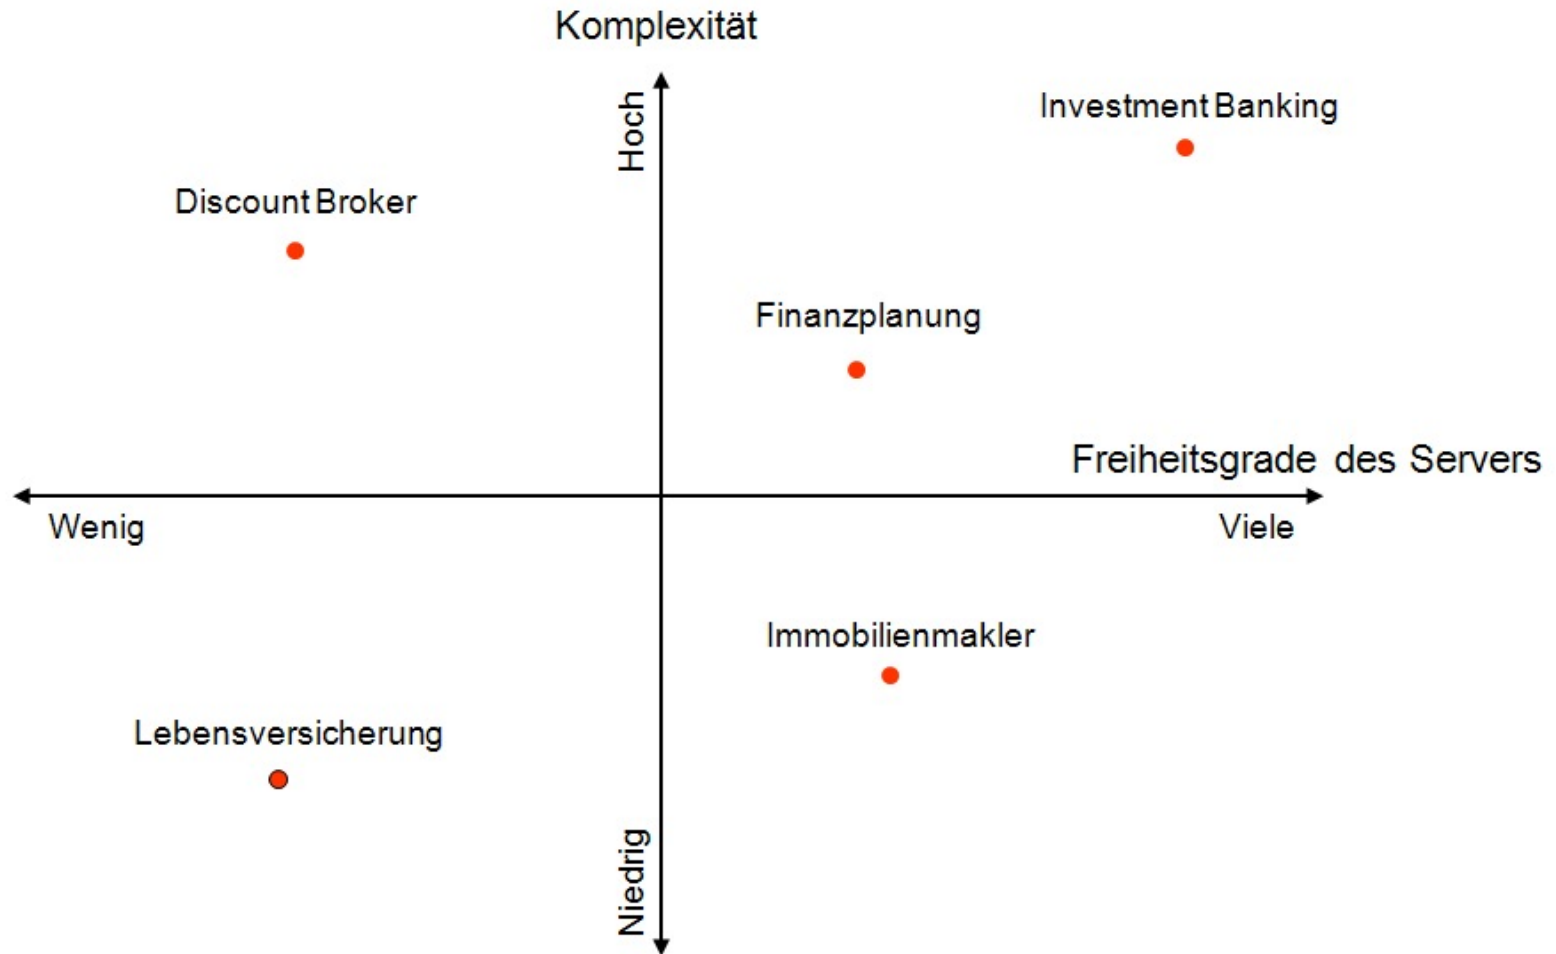 Komplexität
Hoch
Investment Banking
Discount Broker
Finanzplanung
Freiheitsgrade des Servers
Wenig
Viele
Immobilienmakler
Lebensversicherung
Niedrig